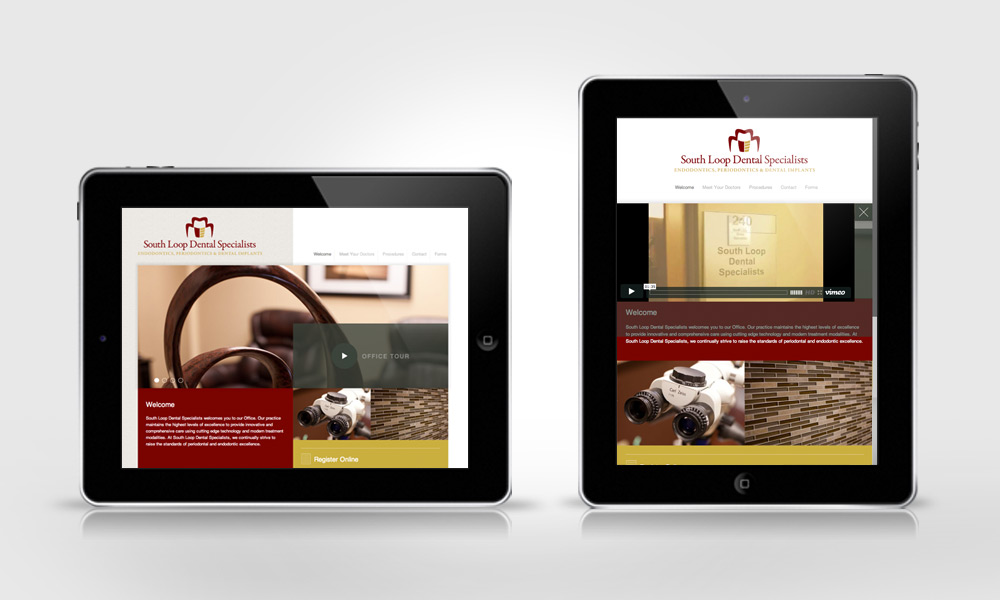 South Loop Dental Specialists
ENDODONTICS, PERIODONTICS & DENTAL IMPLANTS
Welcome Meet Your Doctors Procedures Contact Forms
OFFICE TOUR
Welcome
South Loop Dental Specialists welcomes you to our Office. Our practice
maintains the highest levels of excellence to provide innovative and
comprehensive care using cutting edge technology and modern treatment
modalities. At South Loop Dental Specialists, we continually strive to
raise the standards of periodontal and endodontic excellence.
Register Online
South Loop Dental Specialists
ENDODONTICS, PERIODONTICS & DENTAL IMPLANTS
Welcome Meet Your Doctors Procedures Contact Forms
240
South Loop
Dental
Specialists
HD
vimeo
Welcome
South Loop Dental Specialists welcomes you to our Office. Our practice maintains the highest levels of excellence
to provide innovative and comprehensive care using cutting edge technology and modern treatment modalities. At
South Loop Dental Specialists, we continually strive to raise the standards of periodontal and endodontic excellence.
Carl Zeiss